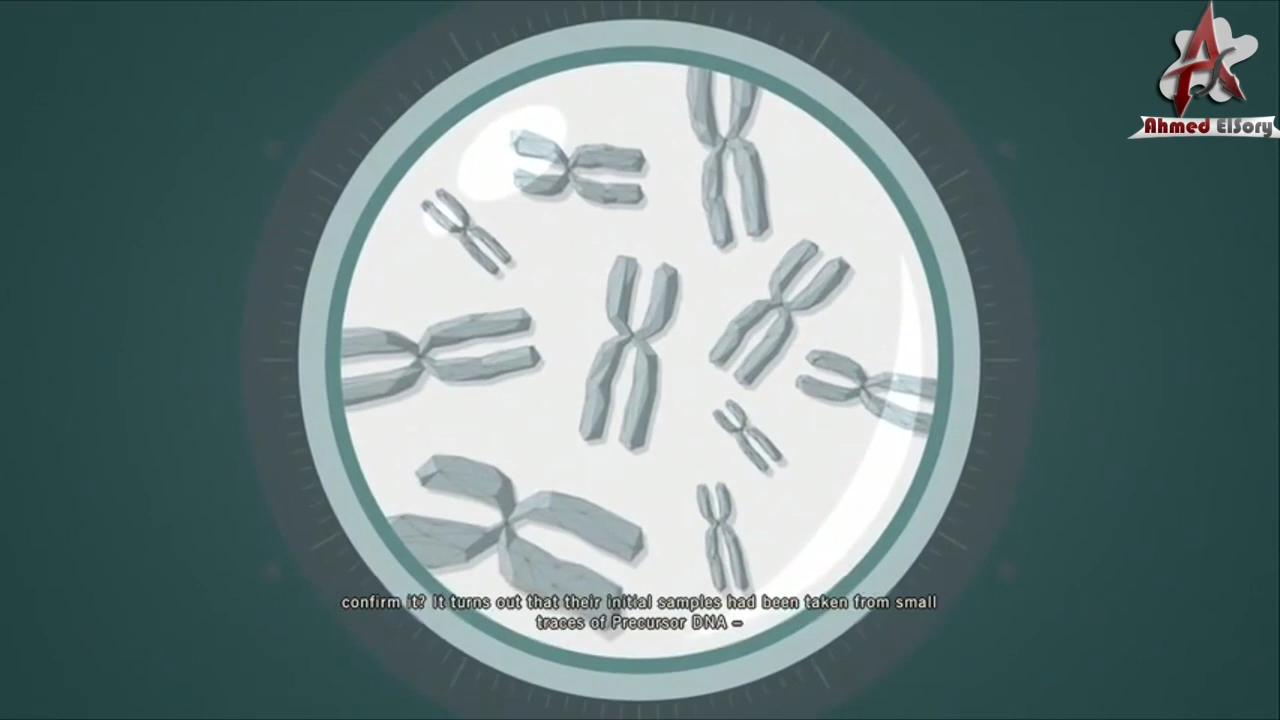 Ahmed ElSory
confirm it? It turns out that their initial samples had been taken from small
traces of Precursor DNA –